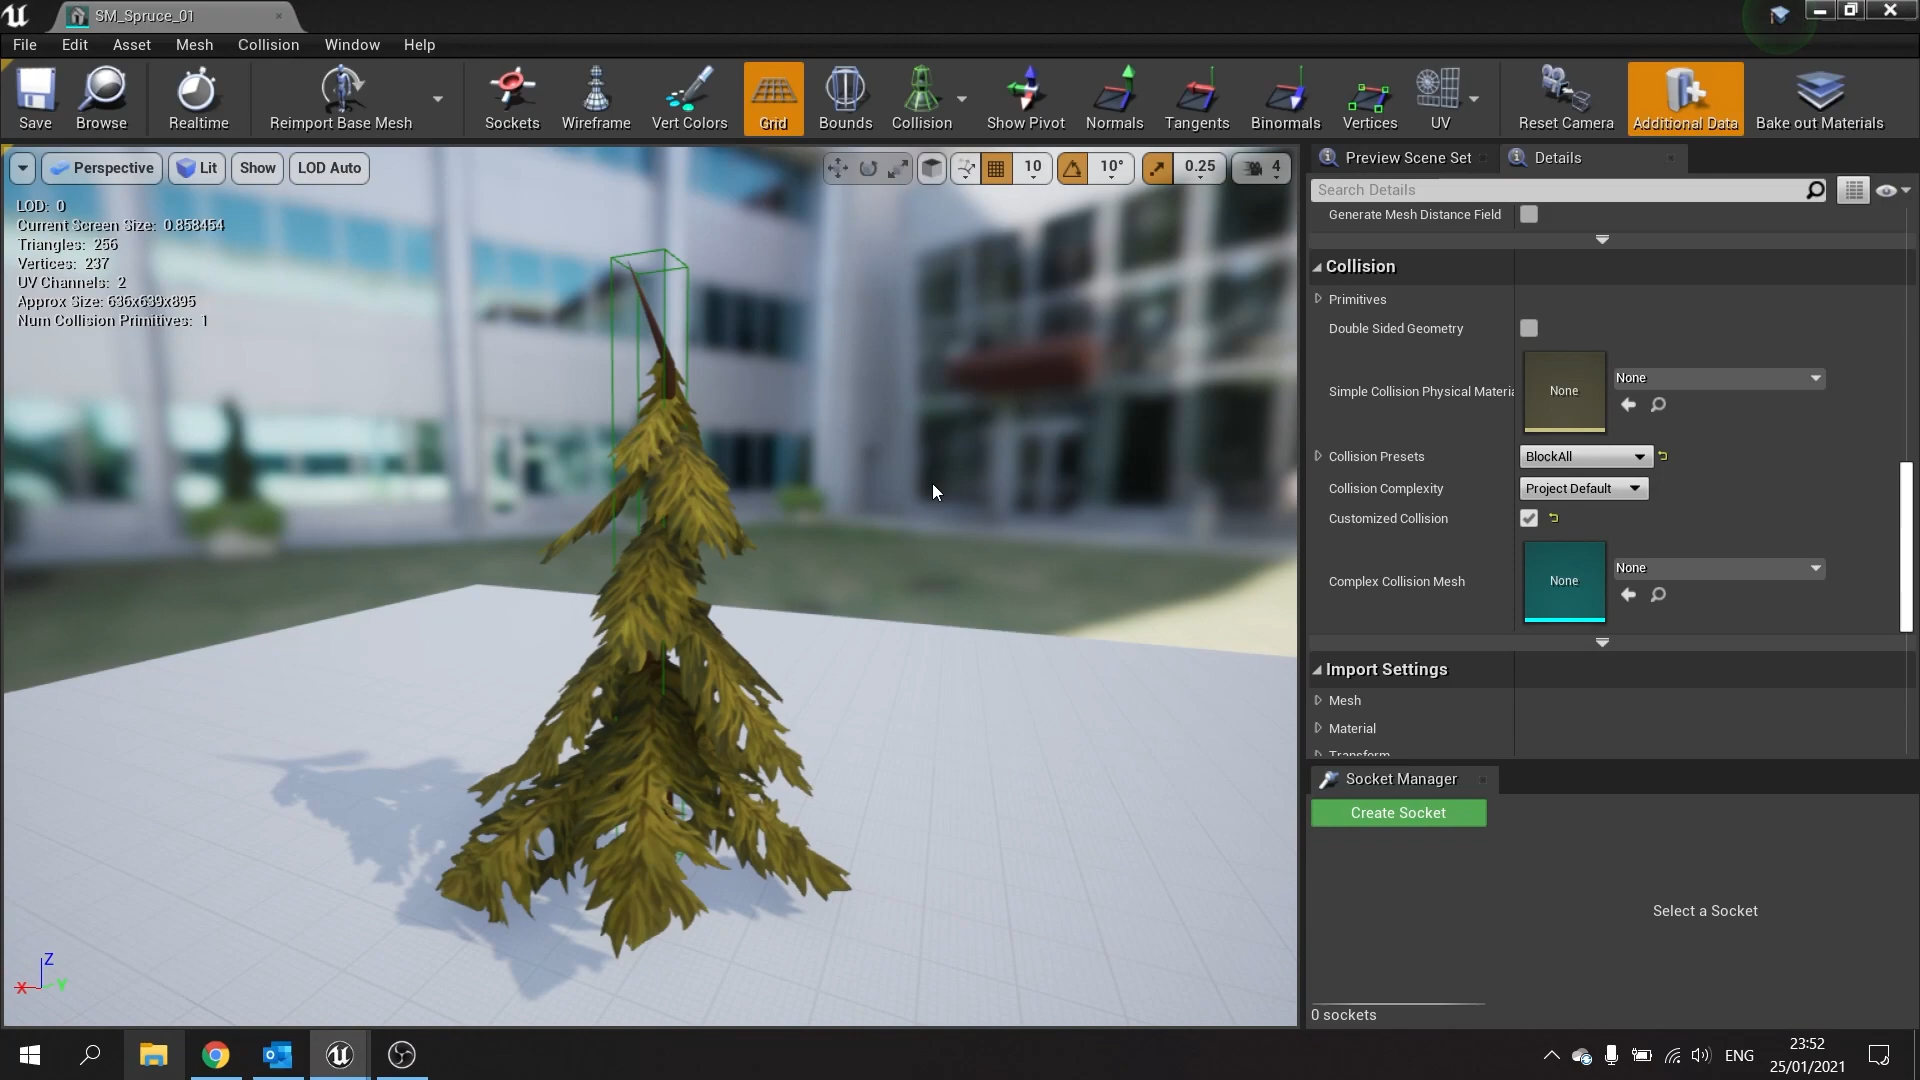 SM_Spruce_01
File Edit Asset Mesh Collision Window Help
Save Browse Realtime Reimport Base Mesh Sockets Wireframe Vert Colors Grid Bounds Collision Show Pivot Normals Tangents Binormals Vertices UV Reset Camera Additional Data Bake out Materials
Perspective Lit Show LOD Auto 10 10° 0.25 4
LOD: 0
Current Screen Size: 0.858454
Triangles: 256
Vertices: 237
UV Channels: 2
Approx Size: 636x639x895
Num Collision Primitives: 1
Z
X Y
Preview Scene Set Details
Search Details
Generate Mesh Distance Field
Collision
Primitives
Double Sided Geometry
Simple Collision Physical Materia None None
Collision Presets BlockAll
Collision Complexity Project Default
Customized Collision
Complex Collision Mesh None None
Import Settings
Mesh
Material
Transform
Socket Manager
Create Socket
Select a Socket
0 sockets
ENG 23:52
25/01/2021